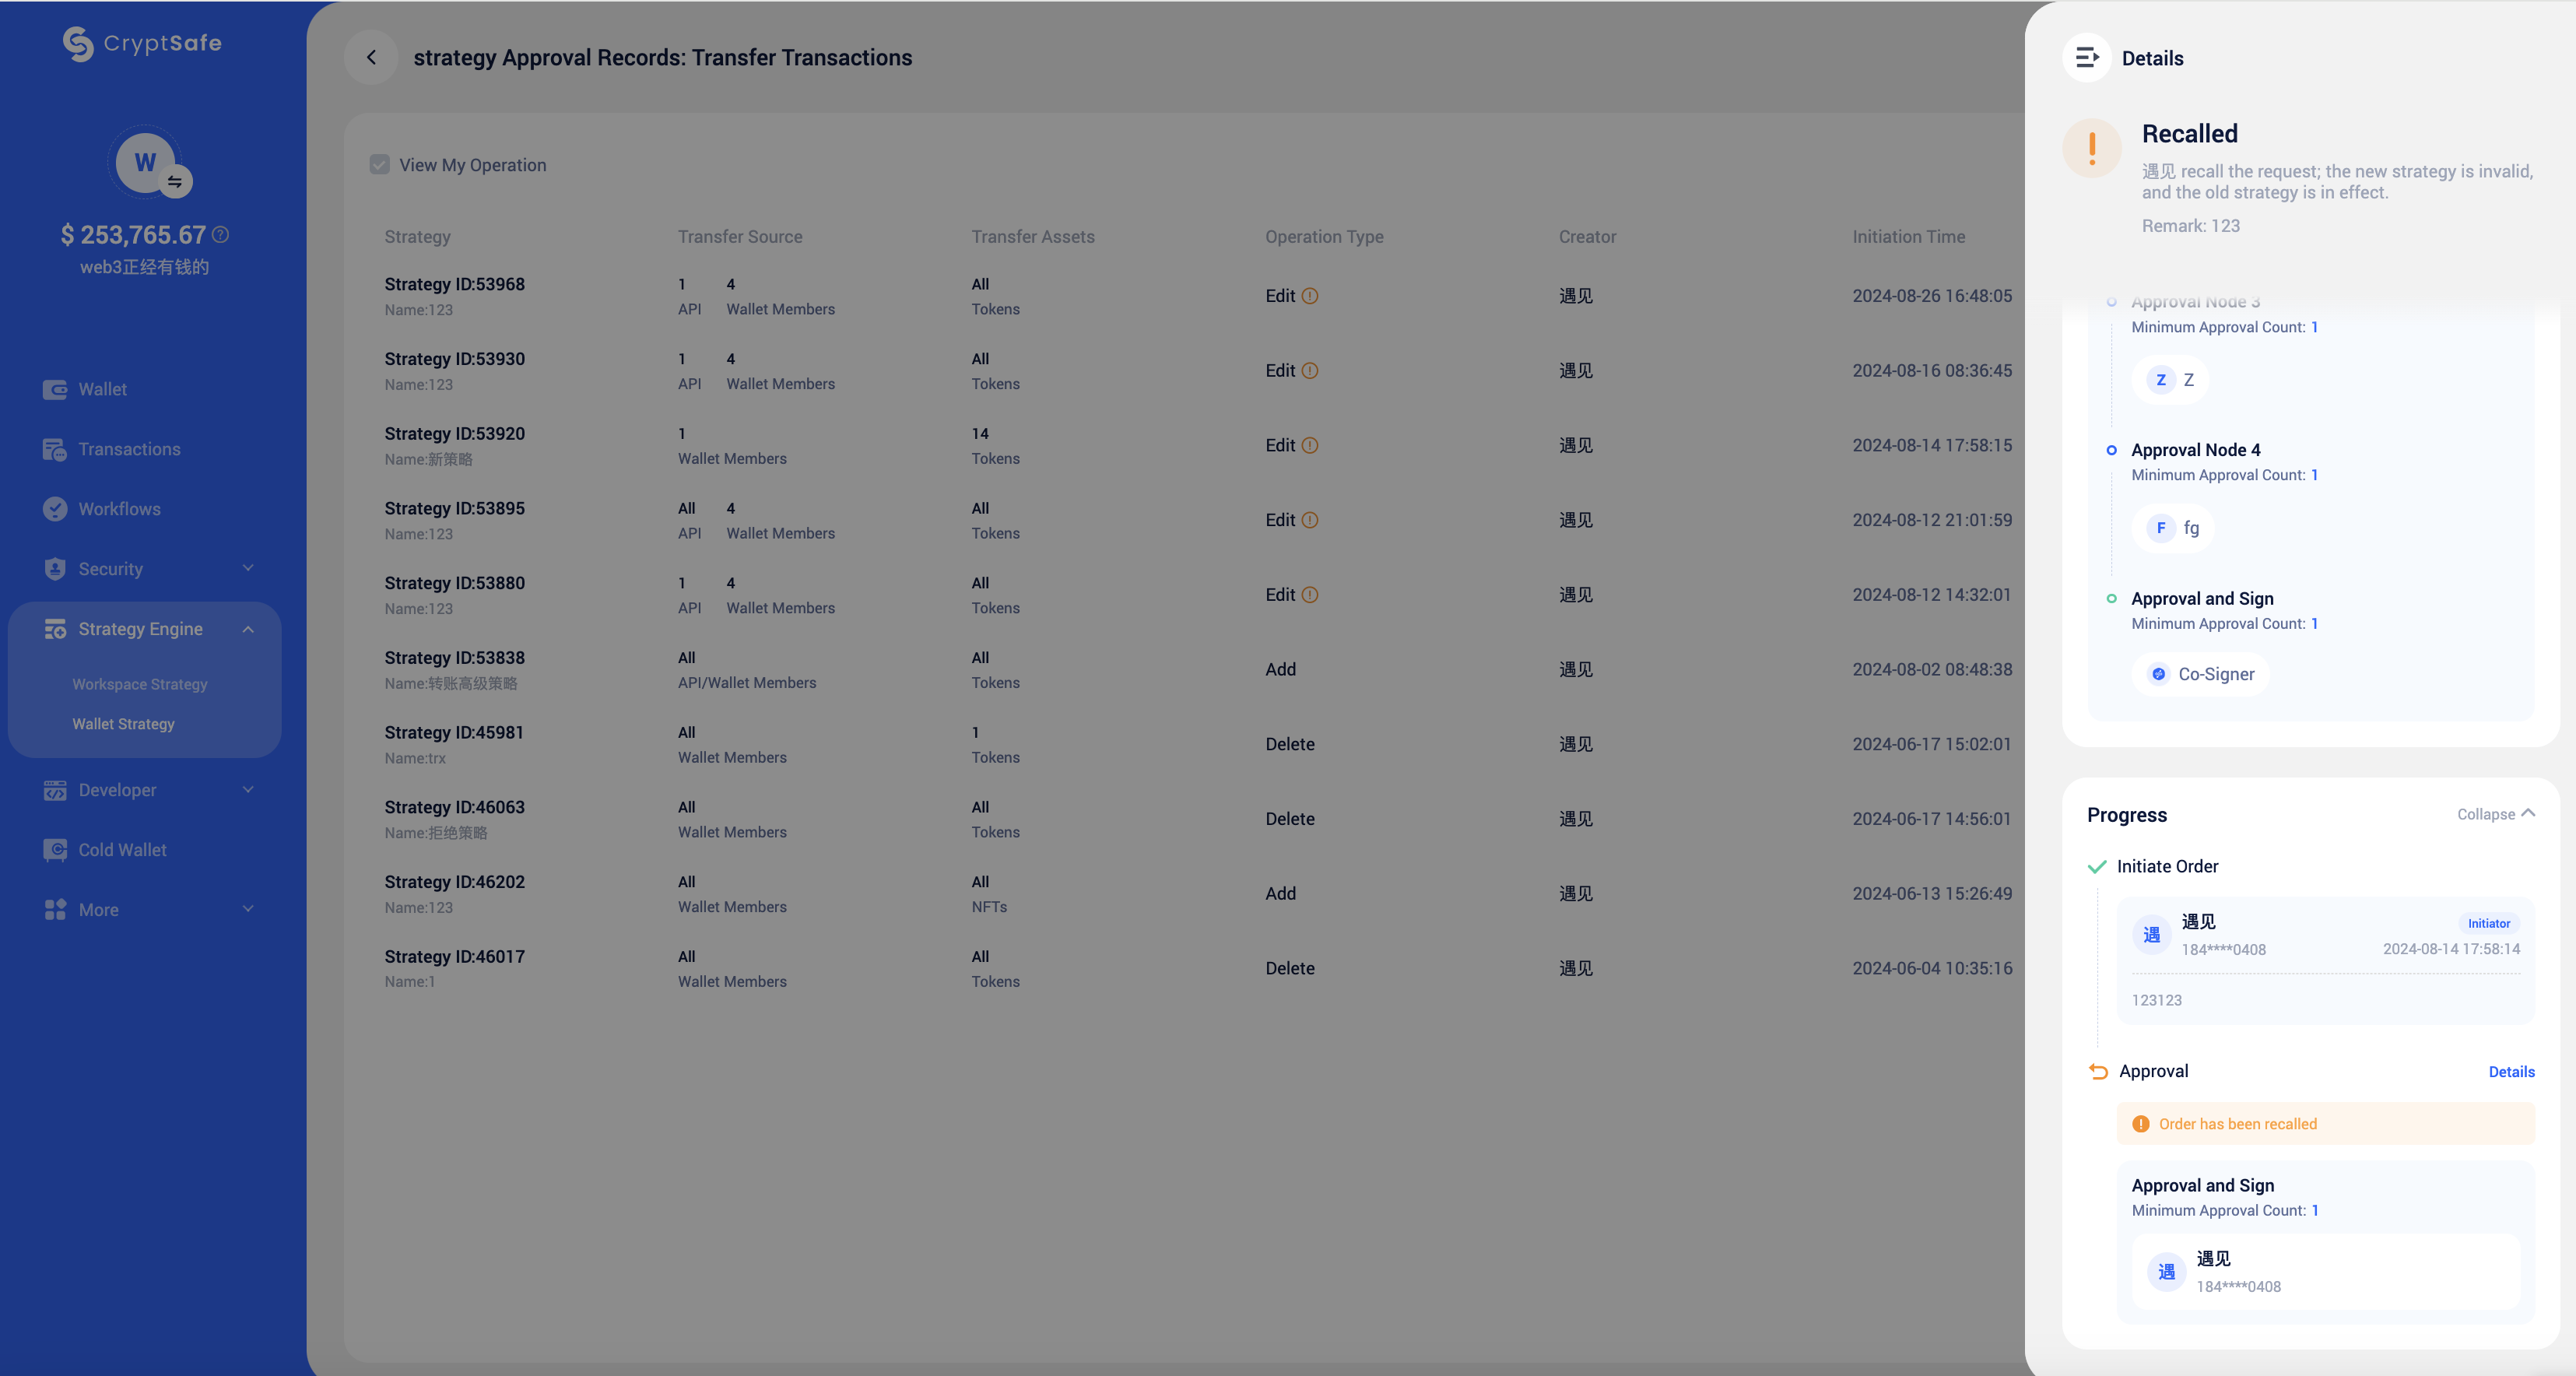 CryptSafe
W
$ 253,765.67
web3正经有钱的
Wallet
Transactions
Workflows
Security
Strategy Engine
Workspace Strategy
Wallet Strategy
Developer
Cold Wallet
More
strategy Approval Records: Transfer Transactions
View My Operation
Strategy Transfer Source Transfer Assets Operation Type Creator Initiation Time
Strategy ID:53968 1 4 All
Edit 遇见 2024-08-26 16:48:05
Name:123 API Wallet Members Tokens
Strategy ID:53930 1 4 All
Edit 遇见 2024-08-16 08:36:45
Name:123 API Wallet Members Tokens
Strategy ID:53920 1 14
Edit 遇见 2024-08-14 17:58:15
Name:新策略 Wallet Members Tokens
Strategy ID:53895 All 4 All
Edit 遇见 2024-08-12 21:01:59
Name:123 API Wallet Members Tokens
Strategy ID:53880 1 4 All
Edit 遇见 2024-08-12 14:32:01
Name:123 API Wallet Members Tokens
Strategy ID:53838 All All
Add 遇见 2024-08-02 08:48:38
Name:转账高级策略 API/Wallet Members Tokens
Strategy ID:45981 All 1
Delete 遇见 2024-06-17 15:02:01
Name:trx Wallet Members Tokens
Strategy ID:46063 All All
Delete 遇见 2024-06-17 14:56:01
Name:拒绝策略 Wallet Members Tokens
Strategy ID:46202 All All
Add 遇见 2024-06-13 15:26:49
Name:123 Wallet Members NFTs
Strategy ID:46017 All All
Delete 遇见 2024-06-04 10:35:16
Name:1 Wallet Members Tokens
Details
Recalled
遇见 recall the request; the new strategy is invalid,
and the old strategy is in effect.
Remark: 123
Approval Node 3
Minimum Approval Count: 1
Z Z
Approval Node 4
Minimum Approval Count: 1
F fg
Approval and Sign
Minimum Approval Count: 1
Co-Signer
Progress Collapse
Initiate Order
遇 遇见 Initiator
184****0408 2024-08-14 17:58:14
123123
Approval Details
Order has been recalled
Approval and Sign
Minimum Approval Count: 1
遇 遇见
184****0408